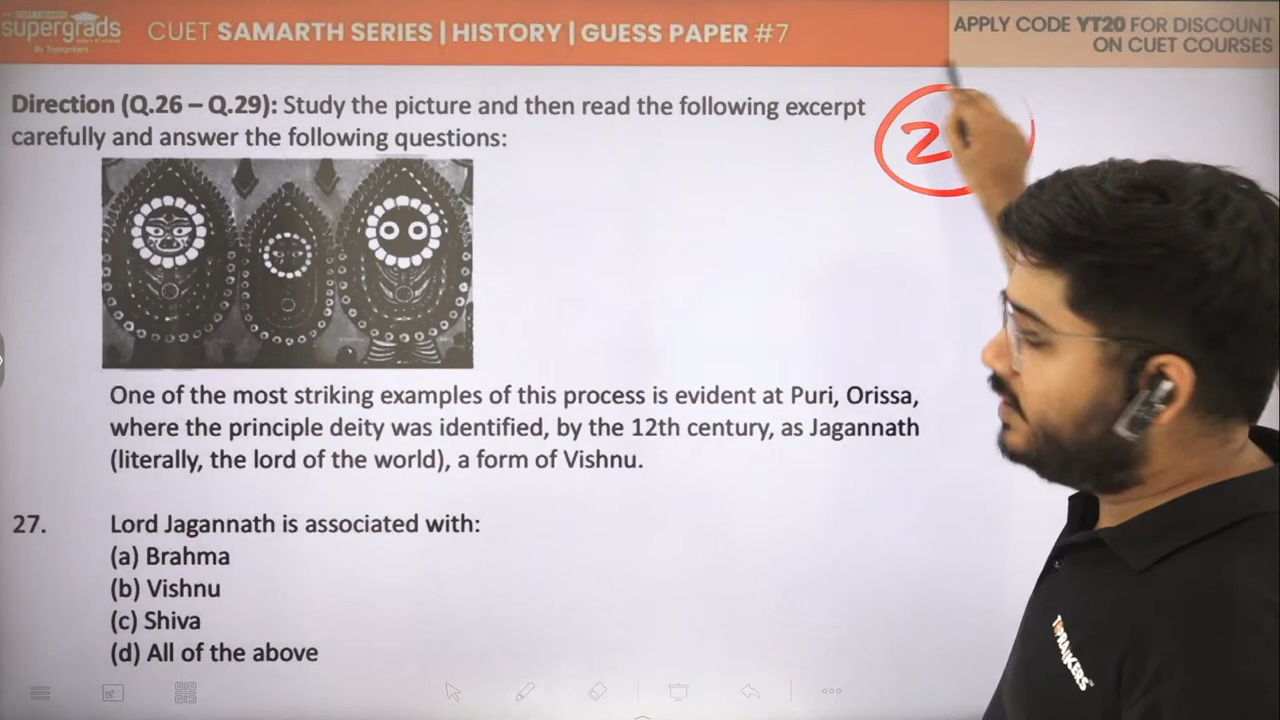 supergrads
By Toprankers
CUET SAMARTH SERIES | HISTORY | GUESS PAPER #7
APPLY CODE YT20 FOR DISCOUNT
ON CUET COURSES
Direction (Q.26 – Q.29): Study the picture and then read the following excerpt
carefully and answer the following questions:
2
One of the most striking examples of this process is evident at Puri, Orissa,
where the principle deity was identified, by the 12th century, as Jagannath
(literally, the lord of the world), a form of Vishnu.
27. Lord Jagannath is associated with:
(a) Brahma
(b) Vishnu
(c) Shiva
(d) All of the above
TOPRANKERS